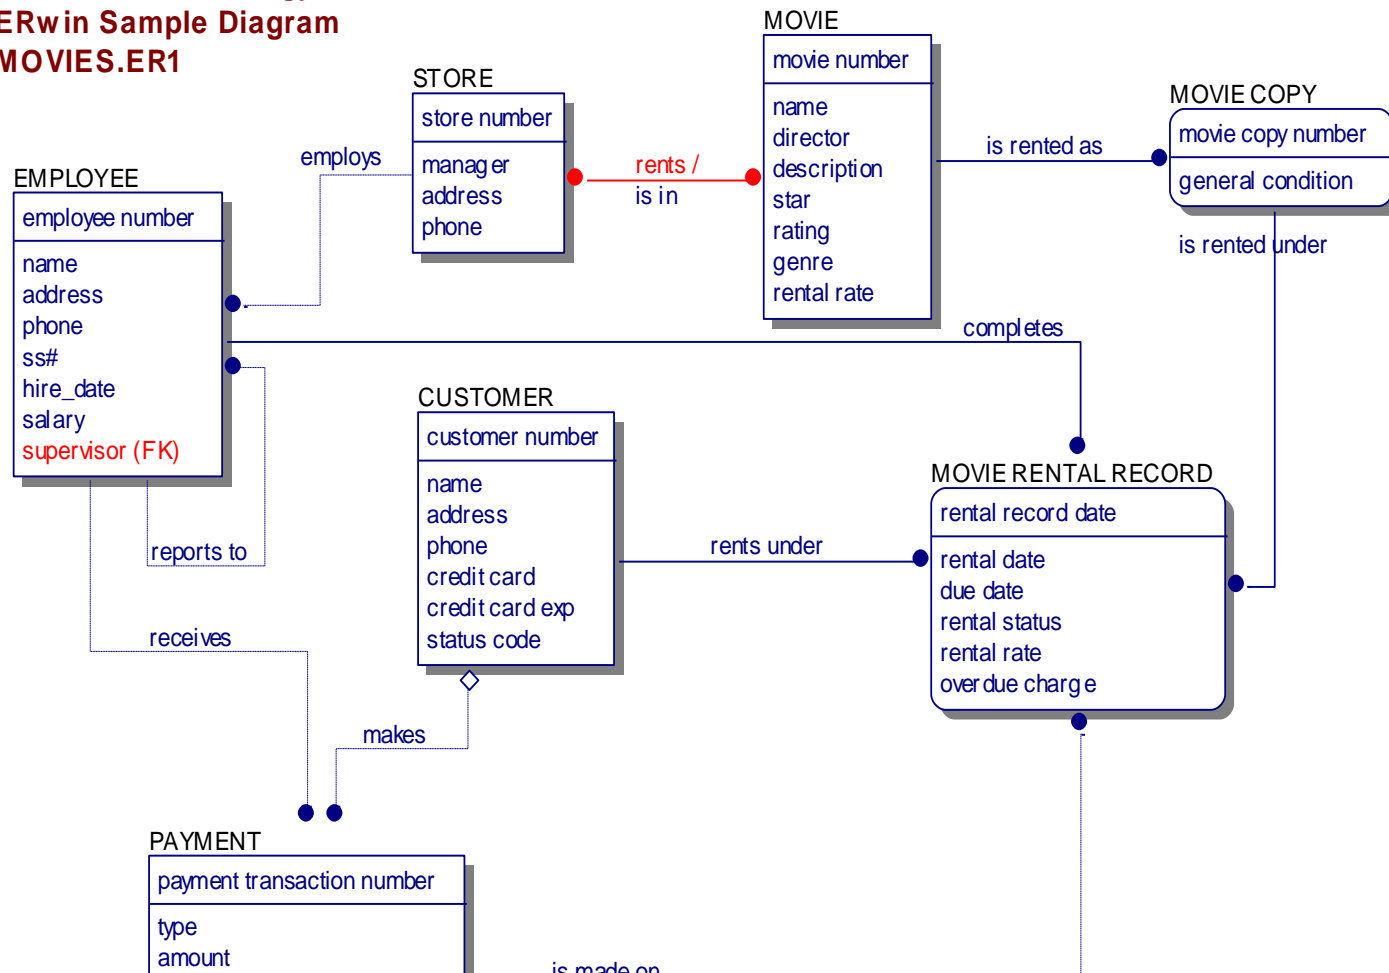 ERwin Sample Diagram
MOVIES.ER1
MOVIE
movie number
name
director
description
star
rating
genre
rental rate
STORE
store number
manager
address
phone
MOVIE COPY
movie copy number
general condition
employs
rents /
is in
is rented as
is rented under
EMPLOYEE
employee number
name
address
phone
ss#
hire_date
salary
supervisor (FK)
completes
CUSTOMER
customer number
name
address
phone
credit card
credit card exp
status code
MOVIE RENTAL RECORD
rental record date
rental date
due date
rental status
rental rate
overdue charge
rents under
reports to
receives
makes
PAYMENT
payment transaction number
type
amount
is made on